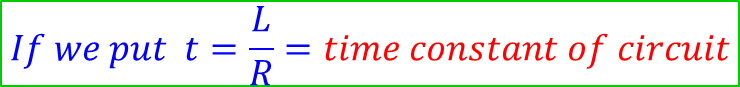 If we put t = L/R = time constant of circuit